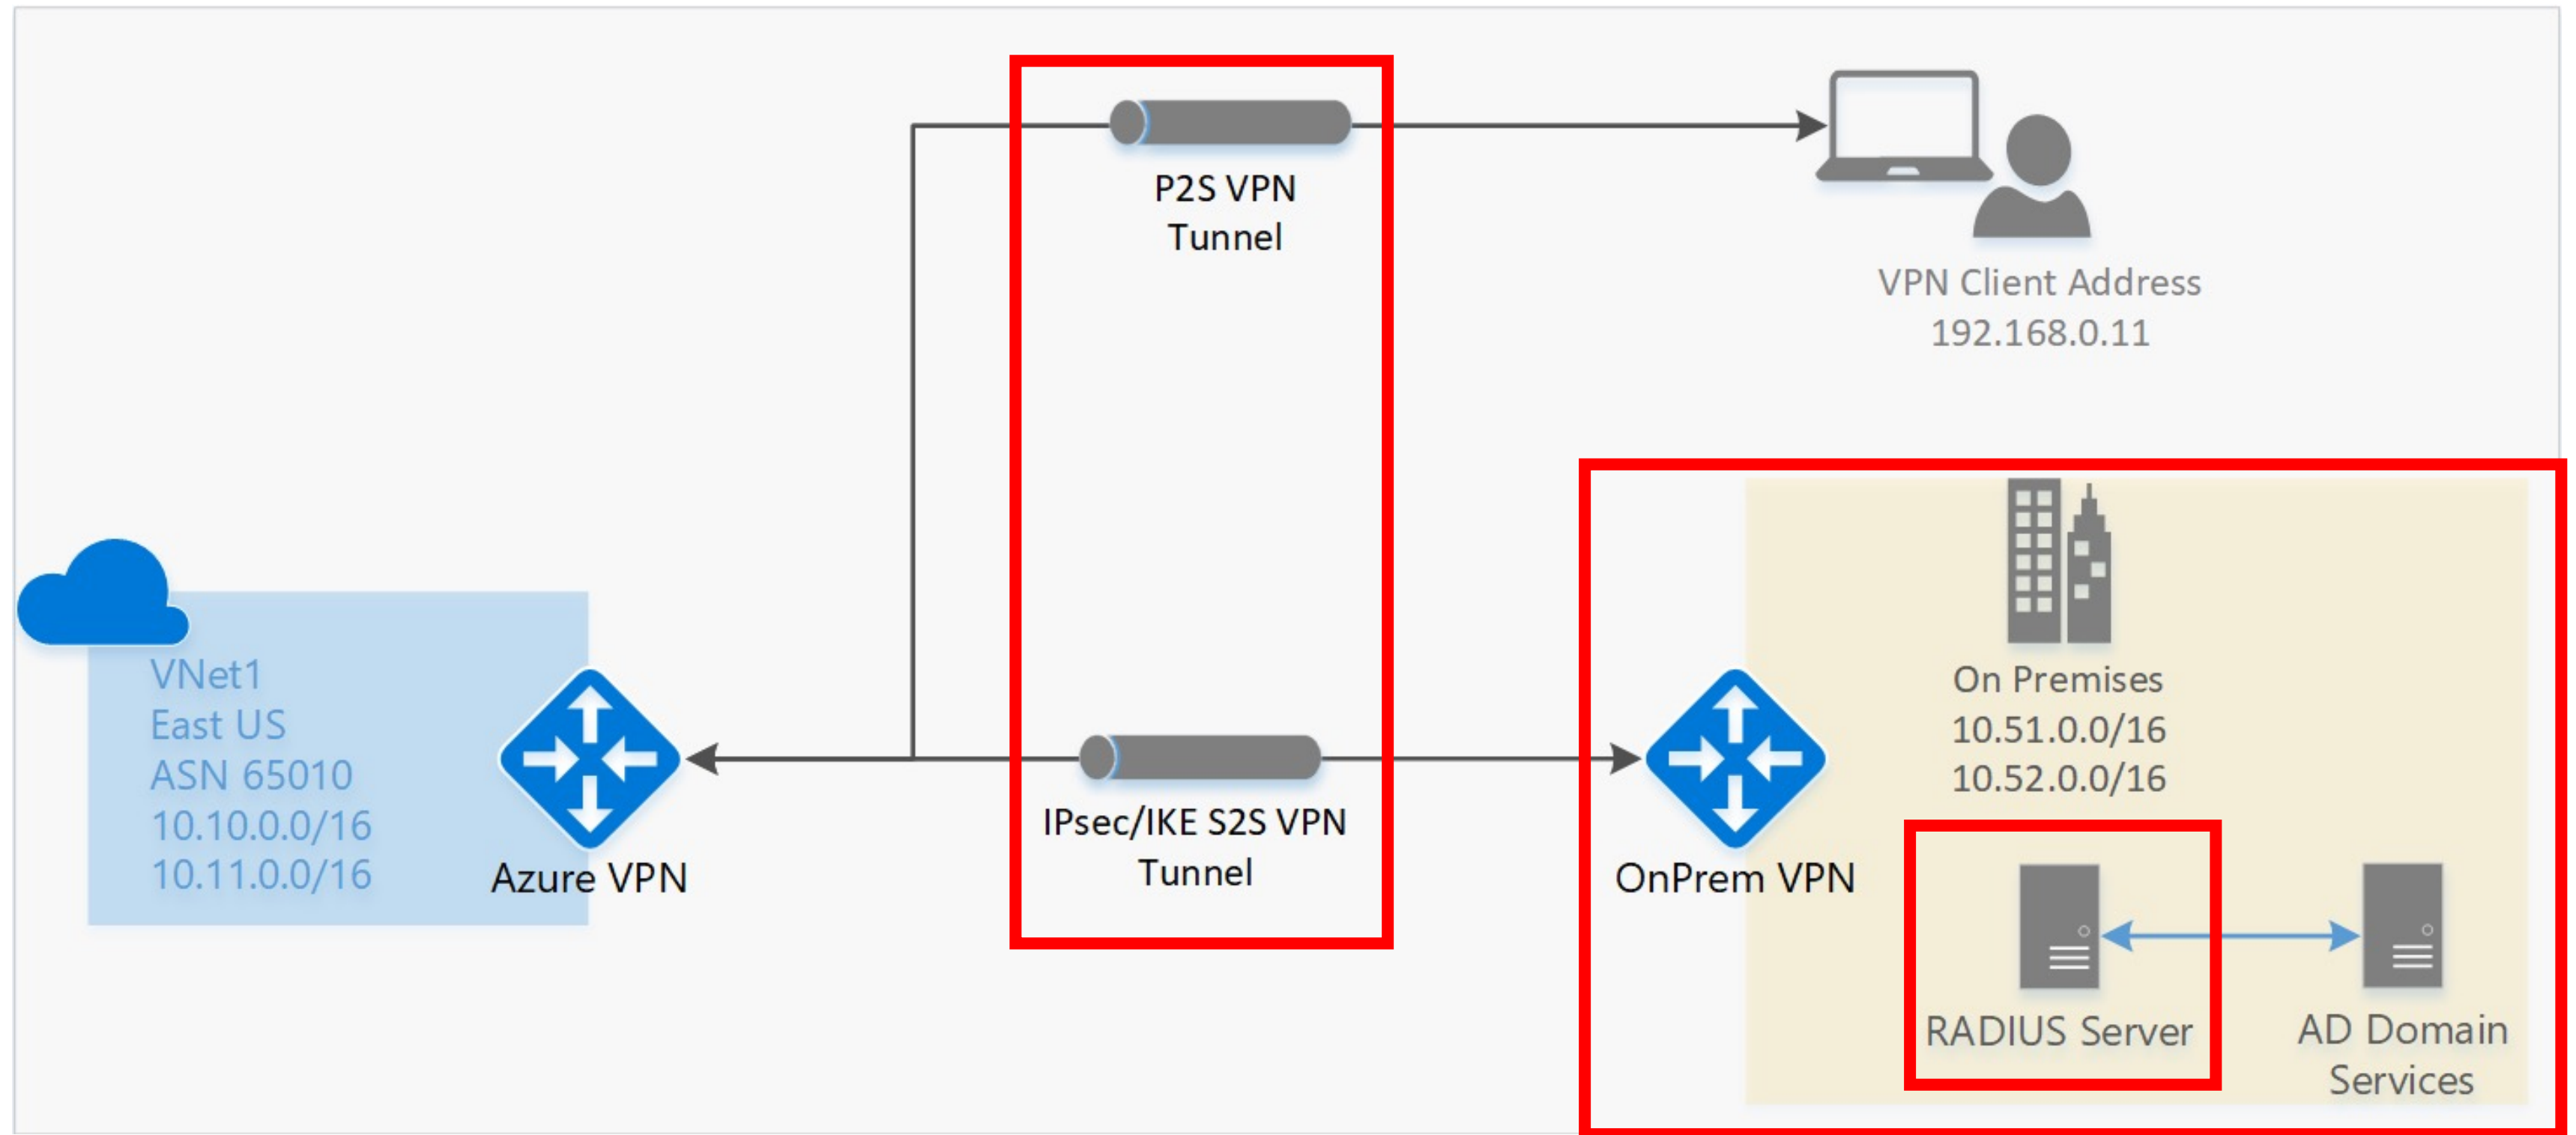 P2S VPN
Tunnel
VPN Client Address
192.168.0.11
VNet1
East US
ASN 65010
10.10.0.0/16
10.11.0.0/16
Azure VPN
IPsec/IKE S2S VPN
Tunnel
OnPrem VPN
On Premises
10.51.0.0/16
10.52.0.0/16
RADIUS Server
AD Domain
Services